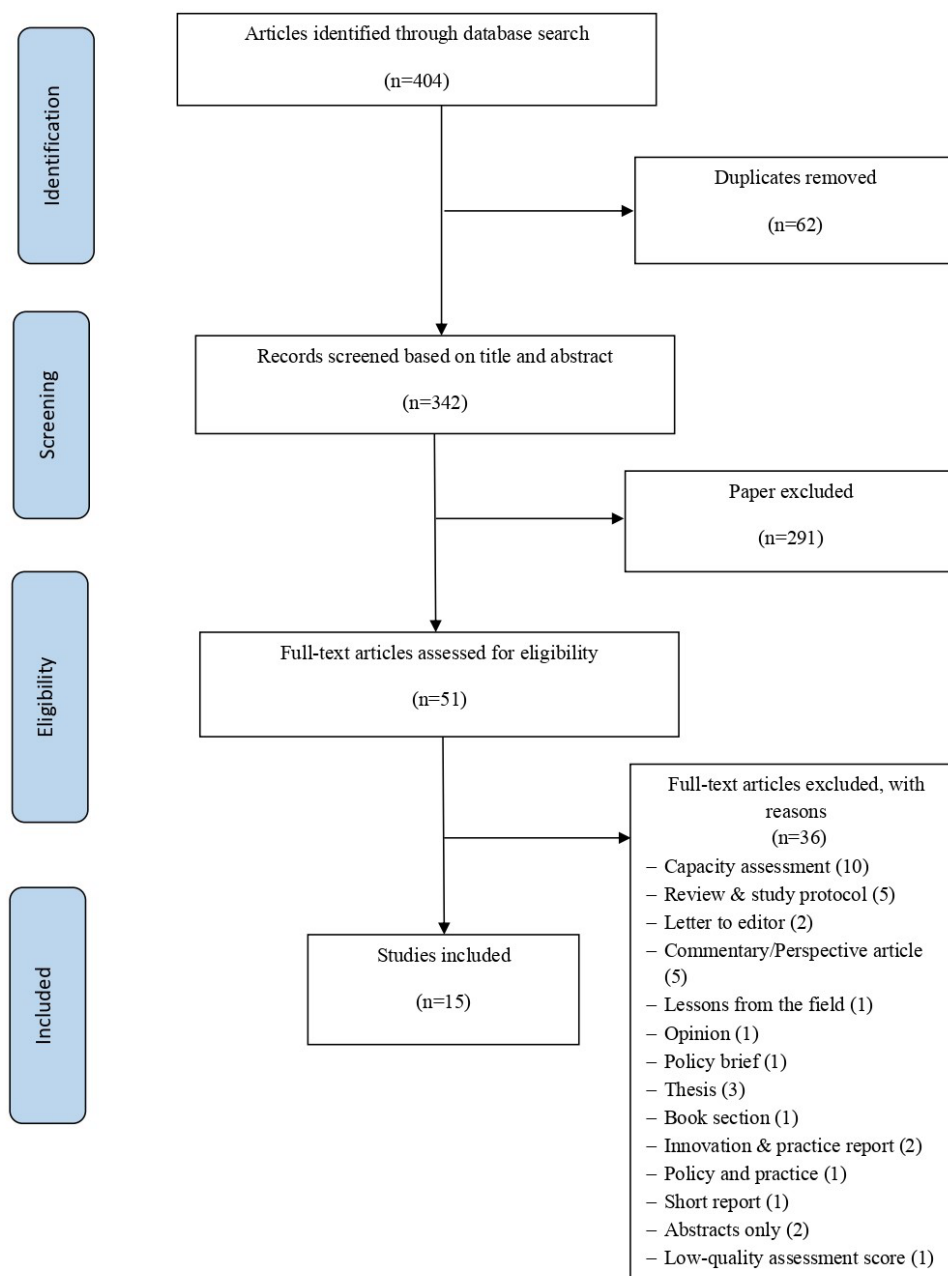 Identification
Articles identified through database search
(n=404)
Duplicates removed
(n=62)
Screening
Records screened based on title and abstract
(n=342)
Paper excluded
(n=291)
Eligibility
Full-text articles assessed for eligibility
(n=51)
Full-text articles excluded, with
reasons
(n=36)
– Capacity assessment (10)
– Review & study protocol (5)
– Letter to editor (2)
– Commentary/Perspective article
(5)
– Lessons from the field (1)
– Opinion (1)
– Policy brief (1)
– Thesis (3)
– Book section (1)
– Innovation & practice report (2)
– Policy and practice (1)
– Short report (1)
– Abstracts only (2)
– Low-quality assessment score (1)
Included
Studies included
(n=15)